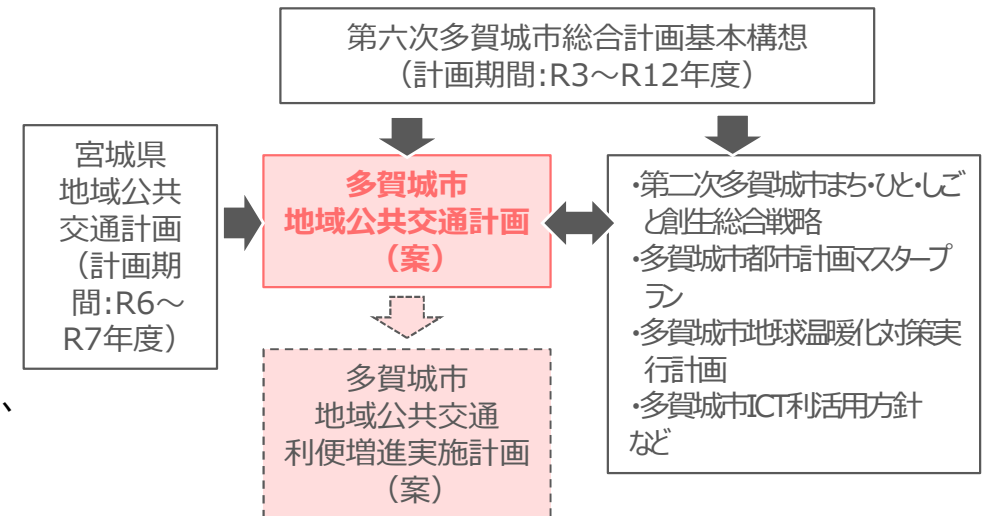 第六次多賀城市総合計画基本構想
（計画期間:R3～R12年度）
宮城県
地域公共
交通計画
（計画期
間:R6～
R7年度）
多賀城市
地域公共交通計画
（案）
・第二次多賀城市まち・ひと・しご
と創生総合戦略
・多賀城市都市計画マスタープ
ラン
・多賀城市地球温暖化対策実
行計画
・多賀城市ICT利活用方針
など
多賀城市
地域公共交通
利便増進実施計画
（案）
、